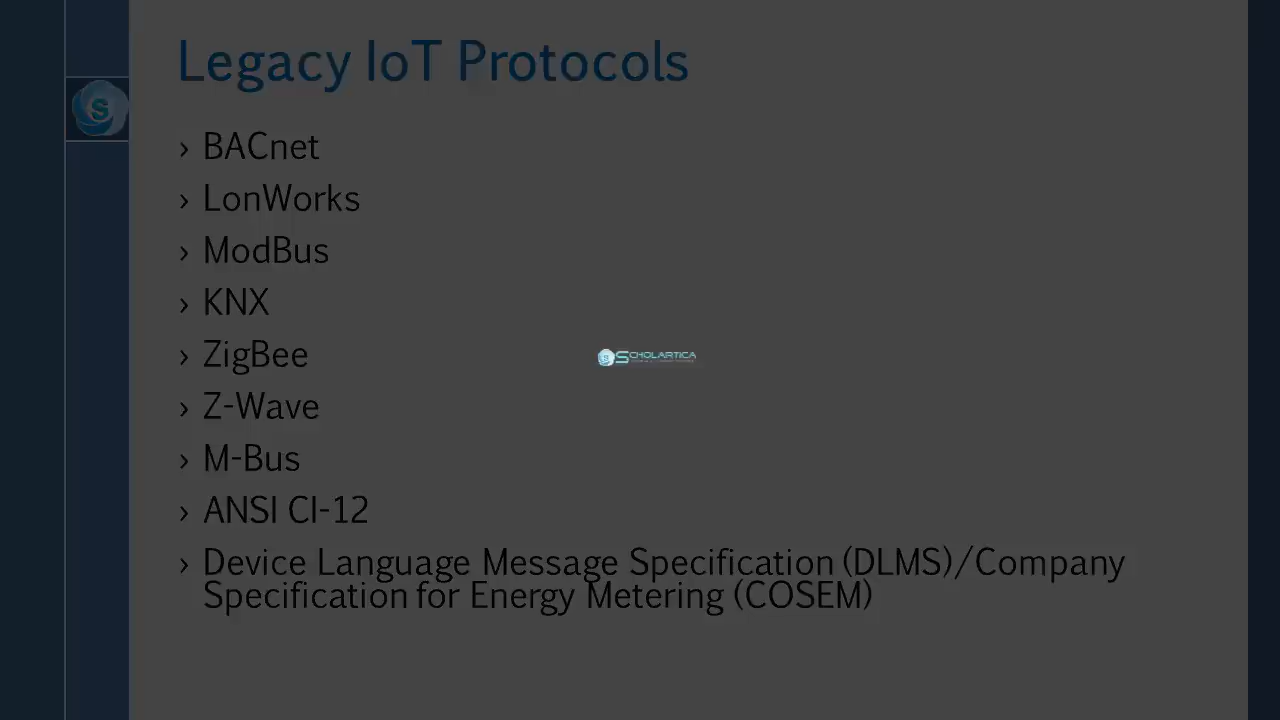 Legacy IoT Protocols
› BACnet
› LonWorks
› ModBus
› KNX
› ZigBee
› Z-Wave
› M-Bus
› ANSI CI-12
› Device Language Message Specification (DLMS)/Company
Specification for Energy Metering (COSEM)
S
SCHOLARTICA